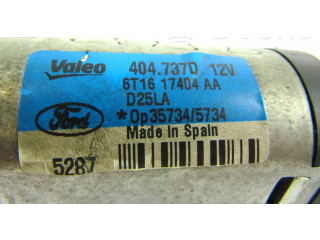 Valeo 404.737D 12V
6T16 17404 AA
D25LA
Ford *Op35734/5734
Made in Spain
5287